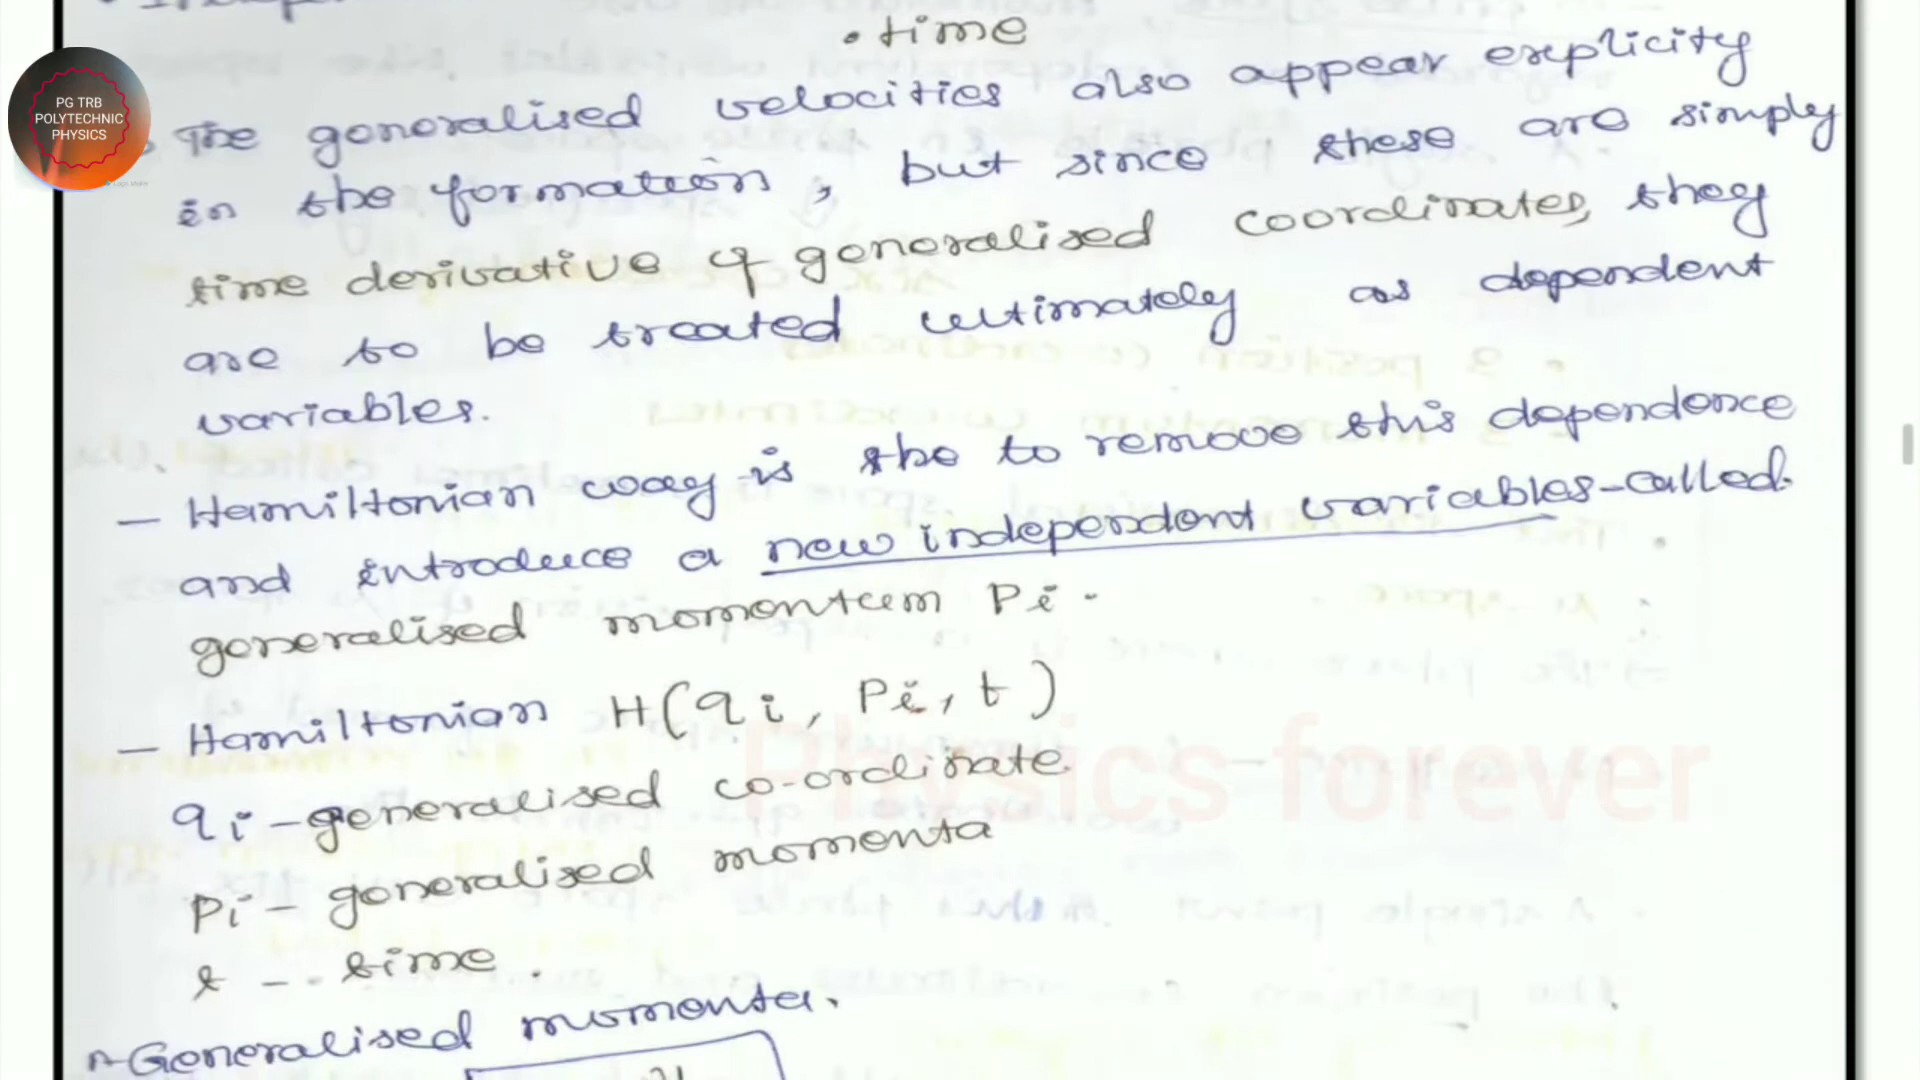 • time
The generalised velocities also appear explicity
in the formation, but since these are simply
time derivative of generalised coordinates, they
are to be treated ultimately as dependent
variables.
— Hamiltonian way is the to remove this dependence
and introduce a new independent variables-called.
generalised momentum Pi.
— Hamiltonian H(qi, Pi, t)
qi - generalised co-ordinate
pi - generalised momenta
t - - time.
Generalised momenta.
PG TRB
POLYTECHNIC
PHYSICS
Physics forever